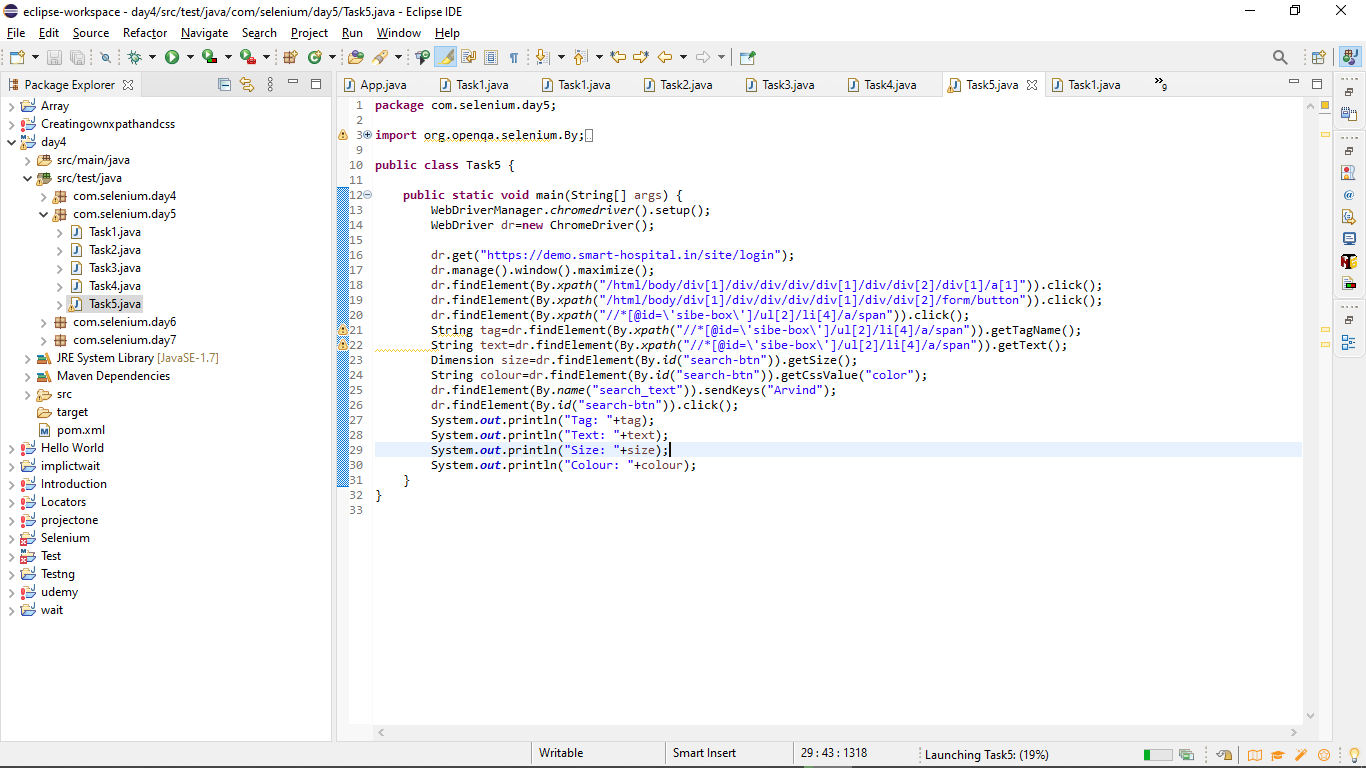 eclipse-workspace - day4/src/test/java/com/selenium/day5/Task5.java - Eclipse IDE
File Edit Source Refactor Navigate Search Project Run Window Help
Package Explorer
App.java Task1.java Task1.java Task2.java Task3.java Task4.java Task5.java Task1.java »9
Array
Creatingownxpathandcss
day4
src/main/java
src/test/java
com.selenium.day4
com.selenium.day5
Task1.java
Task2.java
Task3.java
Task4.java
Task5.java
com.selenium.day6
com.selenium.day7
JRE System Library [JavaSE-1.7]
Maven Dependencies
src
target
pom.xml
Hello World
implictwait
Introduction
Locators
projectone
Selenium
Test
Testng
udemy
wait
1 package com.selenium.day5;
2
3 import org.openqa.selenium.By;
9
10 public class Task5 {
11
12 public static void main(String[] args) {
13 WebDriverManager.chromedriver().setup();
14 WebDriver dr=new ChromeDriver();
15
16 dr.get("https://demo.smart-hospital.in/site/login");
17 dr.manage().window().maximize();
18 dr.findElement(By.xpath("/html/body/div[1]/div/div/div/div[1]/div/div[2]/div[1]/a[1]")).click();
19 dr.findElement(By.xpath("/html/body/div[1]/div/div/div/div[1]/div/div[2]/form/button")).click();
20 dr.findElement(By.xpath("//*[@id=\'sibe-box\']/ul[2]/li[4]/a/span")).click();
21 String tag=dr.findElement(By.xpath("//*[@id=\'sibe-box\']/ul[2]/li[4]/a/span")).getTagName();
22 String text=dr.findElement(By.xpath("//*[@id=\'sibe-box\']/ul[2]/li[4]/a/span")).getText();
23 Dimension size=dr.findElement(By.id("search-btn")).getSize();
24 String colour=dr.findElement(By.id("search-btn")).getCssValue("color");
25 dr.findElement(By.name("search_text")).sendKeys("Arvind");
26 dr.findElement(By.id("search-btn")).click();
27 System.out.println("Tag: "+tag);
28 System.out.println("Text: "+text);
29 System.out.println("Size: "+size);
30 System.out.println("Colour: "+colour);
31 }
32 }
33
Writable Smart Insert 29 : 43 : 1318 Launching Task5: (19%)